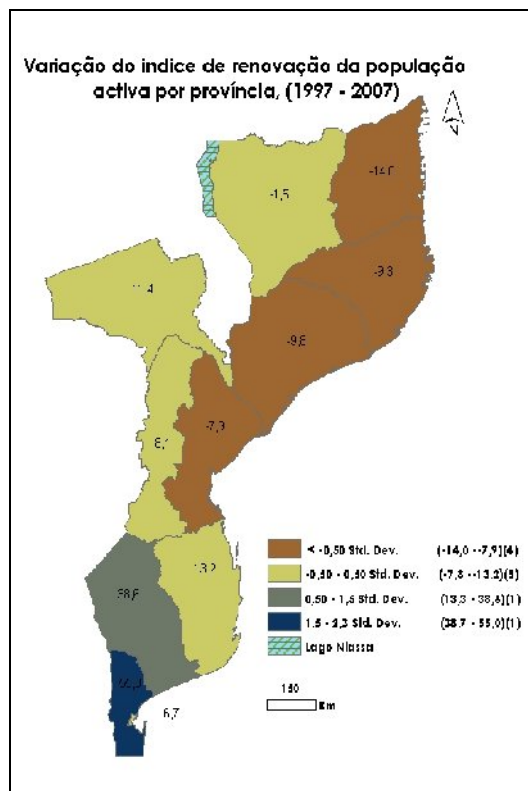 Variação do indice de renovação da população
activa por província, (1997 - 2007)
-14,0
-1,5
-9,3
-9,8
-7,9
8,1
13,2
38,6
6,7
< -0,50 Std. Dev. (-14,0 --7,9)(4)
-0,50 - 0,50 Std. Dev. (-7,8 --13,2)(5)
0,50 - 1,5 Std. Dev. (13,3 - 38,6)(1)
1,5 - 2,3 Std. Dev. (38,7 - 55,0)(1)
Lago Niassa
150
Km